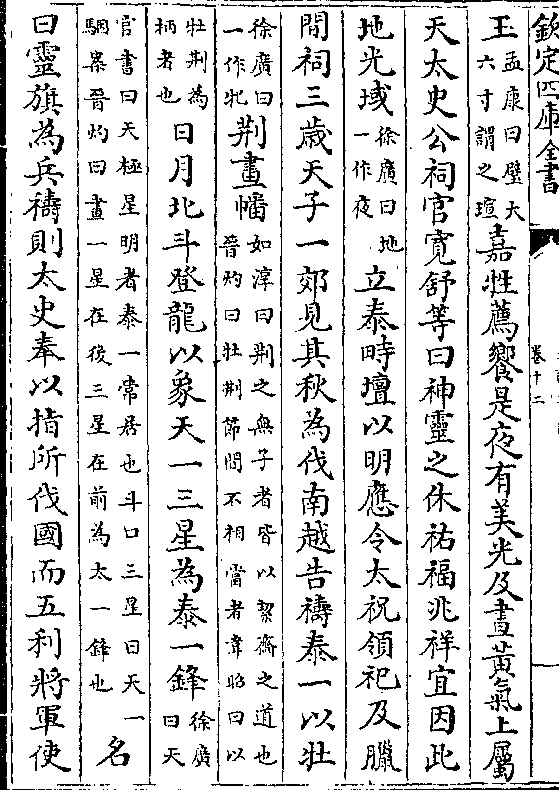 欽定四庫全書
卷十二
王孟康曰璧大六寸謂之瑄嘉牲薦饗是夜有美光及晝黃氣上屬
天太史公祠官寬舒等曰神靈之休祐福兆祥宜因此
地光域徐廣曰地一作夜立泰畤壇以明應令太祝領祀及臘
間祠三歲天子一郊見其秋為伐南越告禱泰一以牡
徐廣曰一作牝荆畫幡如淳曰荆之無子者皆以絜齋之道也晉灼曰牡荆節間不相當者韋昭曰以
牡荆為柄者也日月北斗登龍以象天一三星為泰一鋒徐廣曰天
官書曰天極星明者泰一常居也斗口三星曰天一駰案晉灼曰畫一星在後三星在前為太一鋒也名
曰靈旗為兵禱則太史奉以指所伐國而五利將軍使